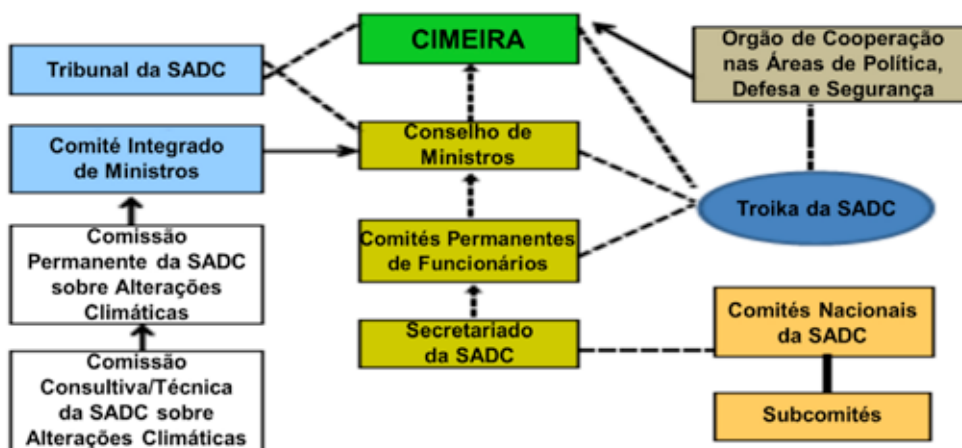 CIMEIRA
Tribunal da SADC
Orgão de Cooperação
nas Áreas de Política,
Defesa e Segurança
Comité Integrado
de Ministros
Conselho de
Ministros
Troika da SADC
Comissão
Permanente da SADC
sobre Alterações
Climáticas
Comités Permanentes
de Funcionários
Comités Nacionais
da SADC
Secretariado
da SADC
Comissão
Consultiva/Técnica
da SADC sobre
Alterações Climáticas
Subcomités